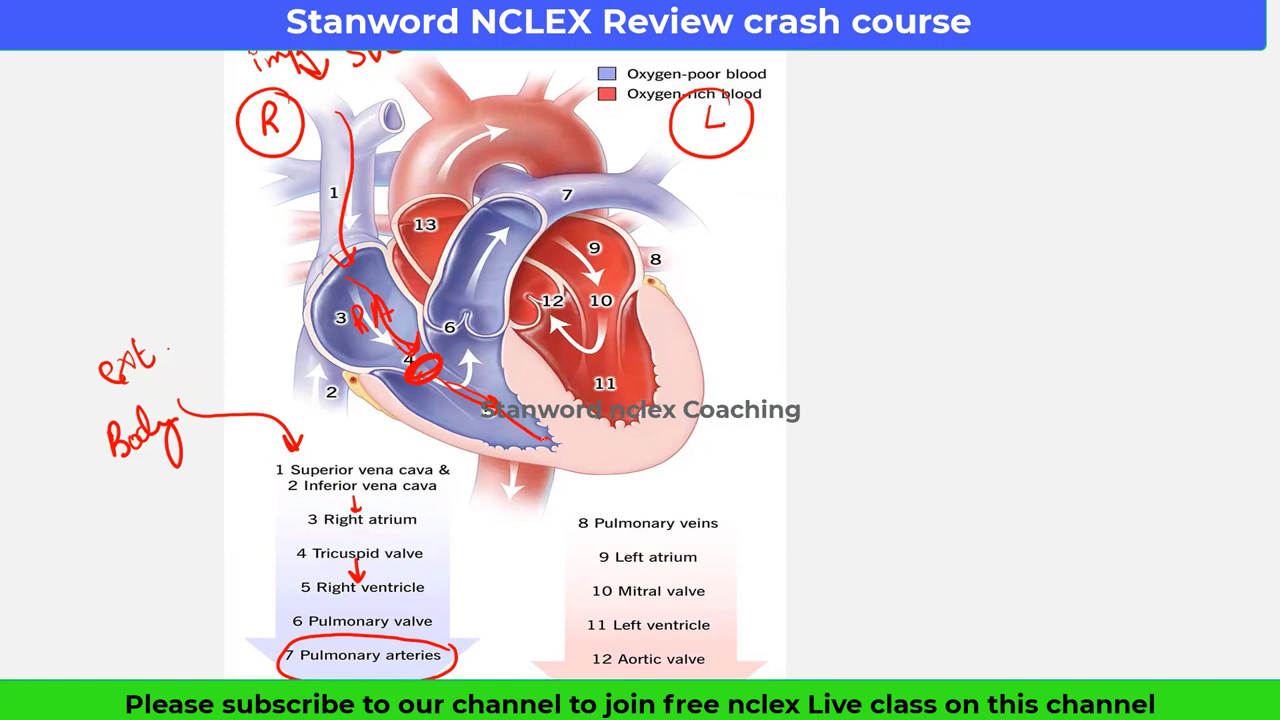 Stanword NCLEX Review crash course
Oxygen-poor blood
Oxygen-rich blood
R
L
1
7
13
9
8
12
10
3
RA
6
4
11
2
Stanword nclex Coaching
ext
Body
1 Superior vena cava &
2 Inferior vena cava
3 Right atrium
4 Tricuspid valve
5 Right ventricle
6 Pulmonary valve
7 Pulmonary arteries
8 Pulmonary veins
9 Left atrium
10 Mitral valve
11 Left ventricle
12 Aortic valve
Please subscribe to our channel to join free nclex Live class on this channel